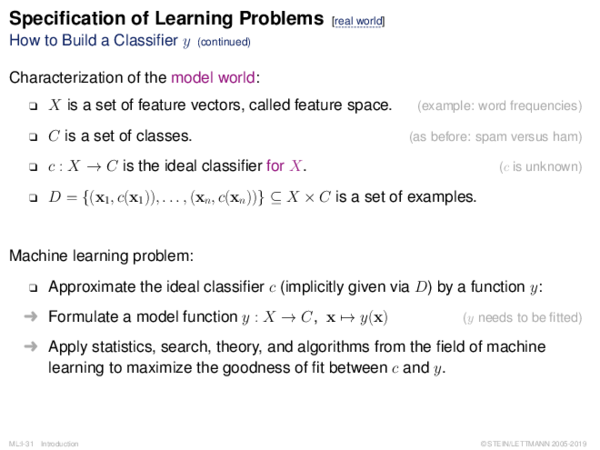 Specification of Learning Problems [real world]
How to Build a Classifier y (continued)
Characterization of the model world:
❑ X is a set of feature vectors, called feature space. (example: word frequencies)
❑ C is a set of classes. (as before: spam versus ham)
❑ c : X → C is the ideal classifier for X. (c is unknown)
❑ D = {(x₁, c(x₁)), . . . , (xₙ, c(xₙ))} ⊆ X × C is a set of examples.
Machine learning problem:
❑ Approximate the ideal classifier c (implicitly given via D) by a function y:
➜ Formulate a model function y : X → C, x ↦ y(x) (y needs to be fitted)
➜ Apply statistics, search, theory, and algorithms from the field of machine
learning to maximize the goodness of fit between c and y.
ML:I-31 Introduction © STEIN/LETTMANN 2005-2019